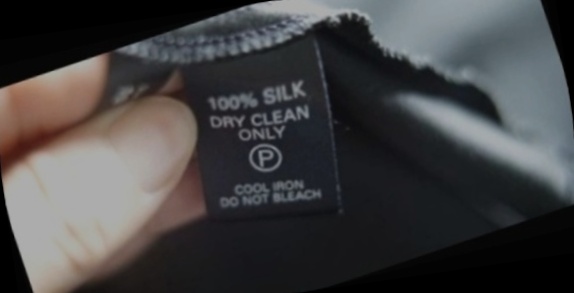 100% SILK
DRY CLEAN
ONLY
P
COOL IRON
DO NOT BLEACH